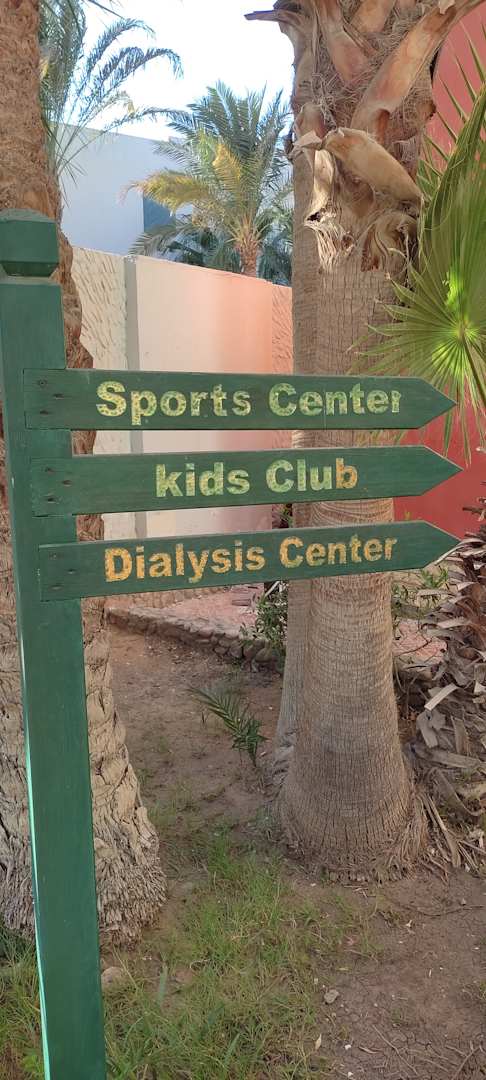 Sports Center
kids Club
Dialysis Center